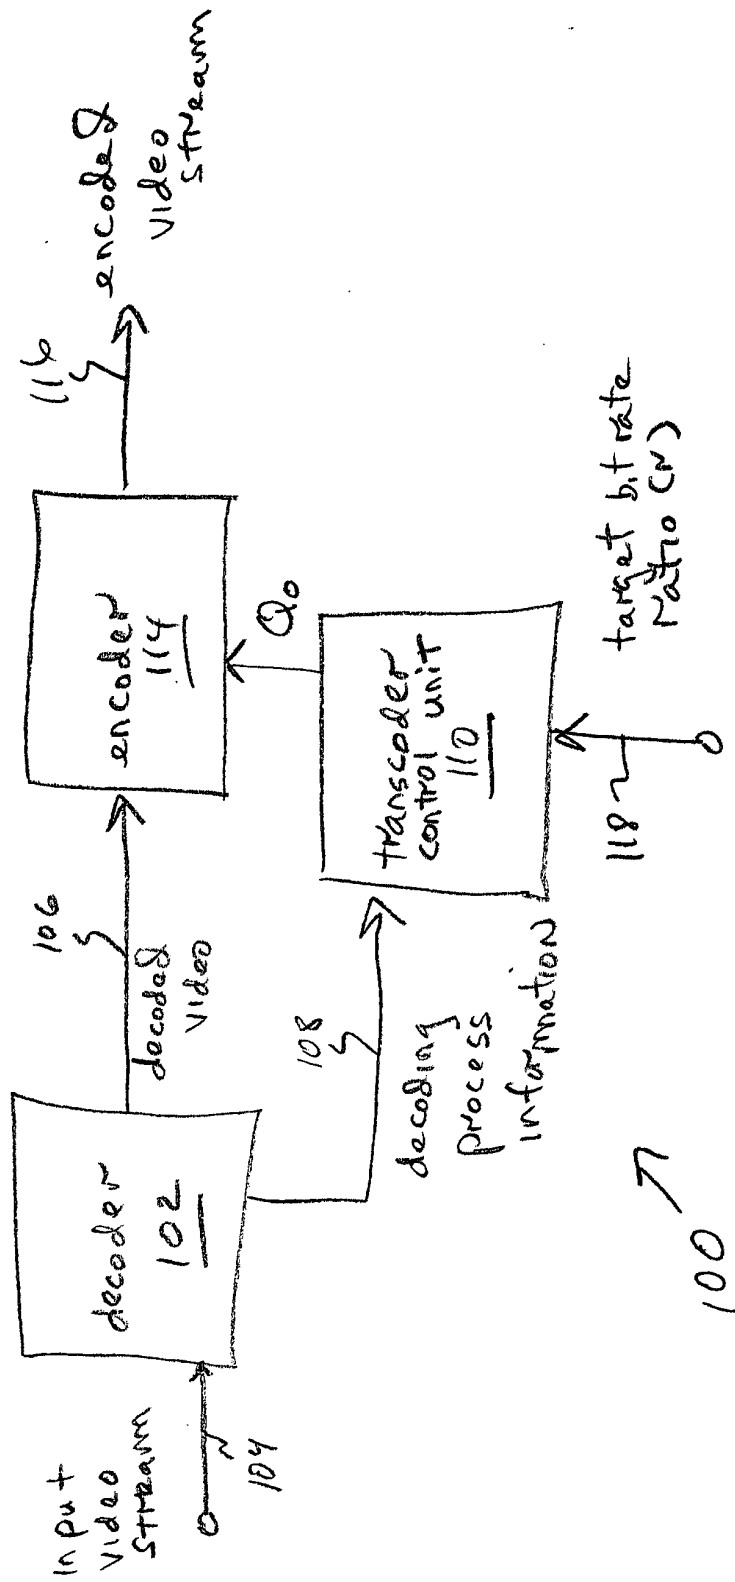 Input
video
stream
104
decoder
102
106
decoded
video
108
decoding
process
information
encoder
114
Qo
transcoder
control unit
110
118
target bit rate
ratio (r)
116
encoded
video
stream
100